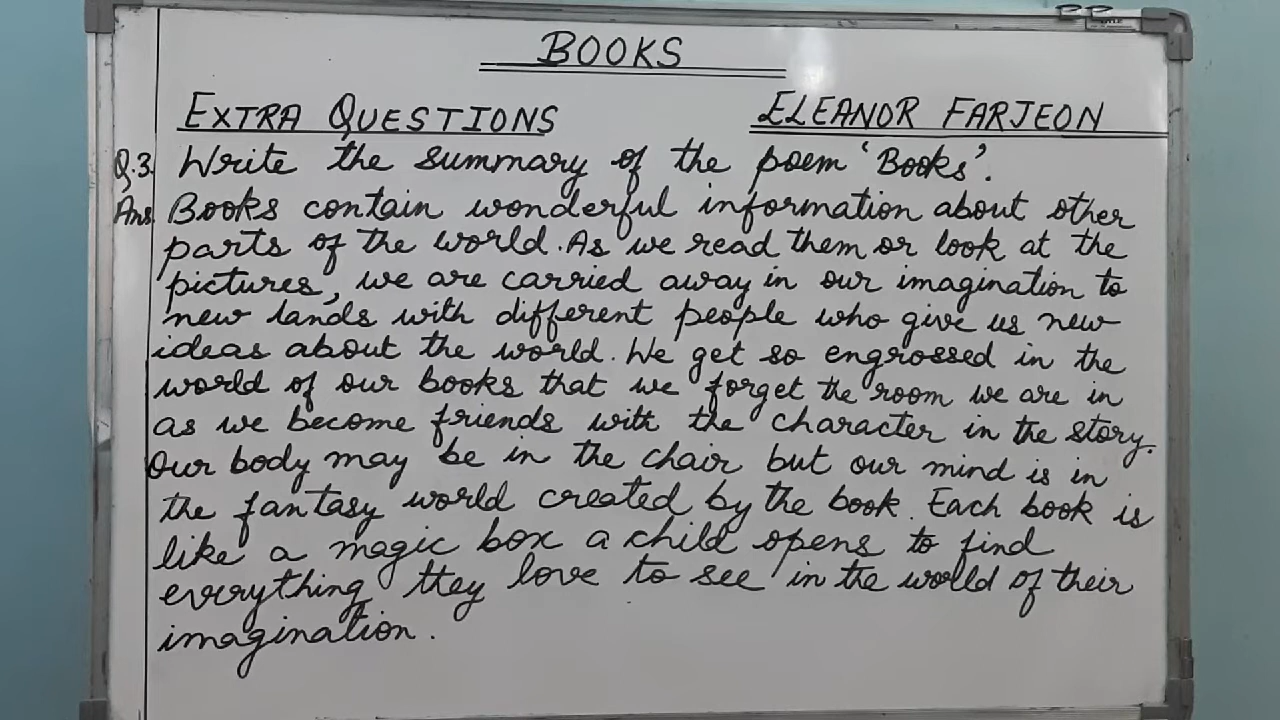 BOOKS
EXTRA QUESTIONS ELEANOR FARJEON
Q.3. Write the summary of the poem 'Books'.
Ans Books contain wonderful information about other
parts of the world. As we read them or look at the
pictures, we are carried away in our imagination to
new lands with different people who give us new
ideas about the world. We get so engrossed in the
world of our books that we forget the room we are in
as we become friends with the character in the story.
Our body may be in the chair but our mind is in
the fantasy world created by the book. Each book is
like a magic box a child opens to find
everything they love to see in the world of their
imagination.